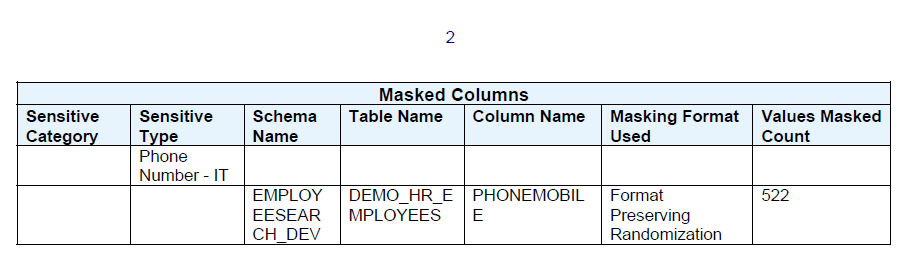 2
Masked Columns
Sensitive Category Sensitive Type Schema Name Table Name Column Name Masking Format Used Values Masked Count
Phone Number - IT
EMPLOYEESEARCH_DEV DEMO_HR_EMPLOYEES PHONEMOBILE Format Preserving Randomization 522